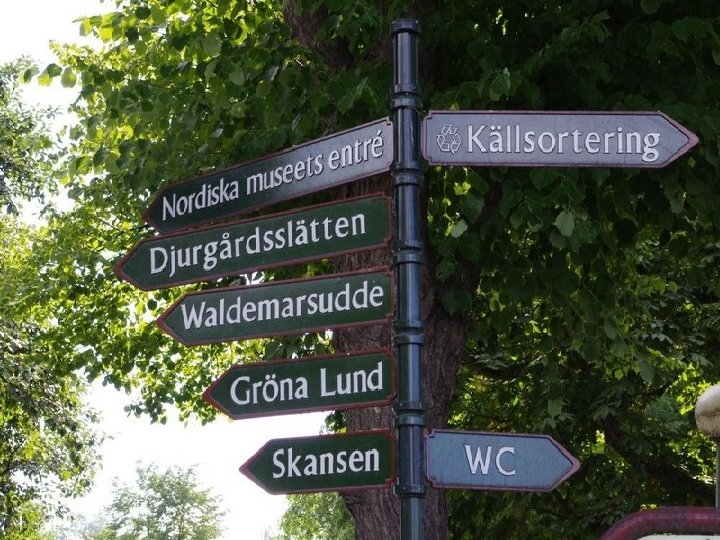 Källsortering
Nordiska museets entré
Djurgårdsslätten
Waldemarsudde
Gröna Lund
Skansen
WC